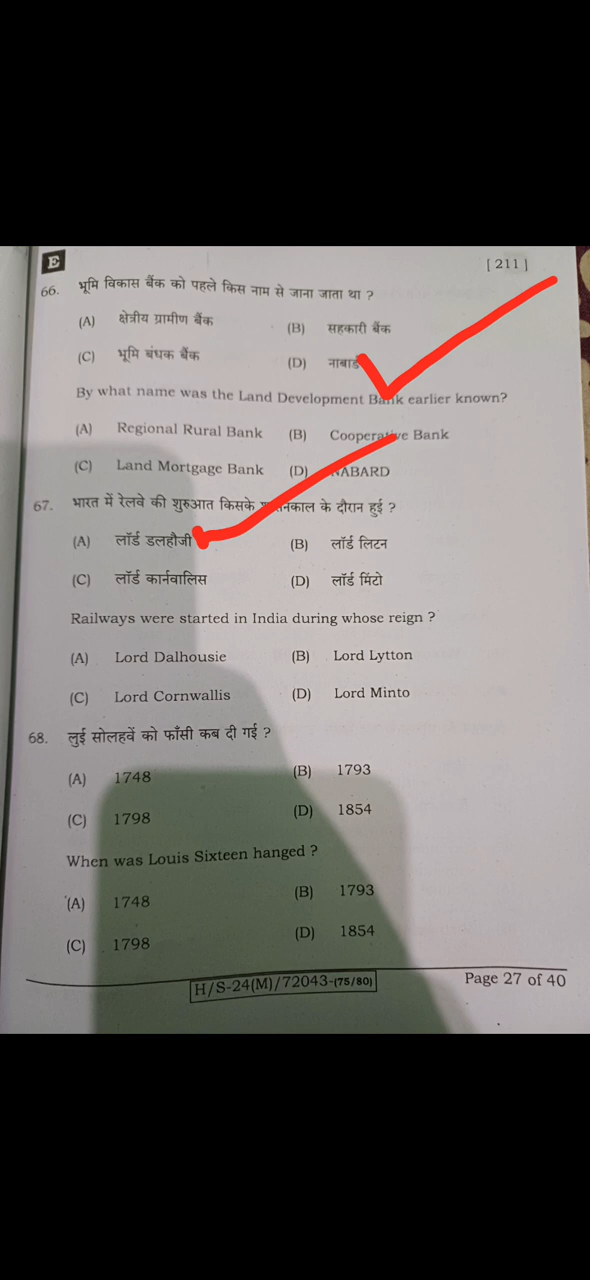 E
[ 211 ]
66. भूमि विकास बैंक को पहले किस नाम से जाना जाता था ?
(A) क्षेत्रीय ग्रामीण बैंक (B) सहकारी बैंक
(C) भूमि बंधक बैंक (D) नाबार्ड
By what name was the Land Development Bank earlier known?
(A) Regional Rural Bank (B) Cooperative Bank
(C) Land Mortgage Bank (D) NABARD
67. भारत में रेलवे की शुरुआत किसके शासनकाल के दौरान हुई ?
(A) लॉर्ड डलहौजी (B) लॉर्ड लिटन
(C) लॉर्ड कार्नवालिस (D) लॉर्ड मिंटो
Railways were started in India during whose reign ?
(A) Lord Dalhousie (B) Lord Lytton
(C) Lord Cornwallis (D) Lord Minto
68. लुई सोलहवें को फाँसी कब दी गई ?
(A) 1748 (B) 1793
(C) 1798 (D) 1854
When was Louis Sixteen hanged ?
(A) 1748 (B) 1793
(C) 1798 (D) 1854
H/S-24(M)/72043-(75/80) Page 27 of 40